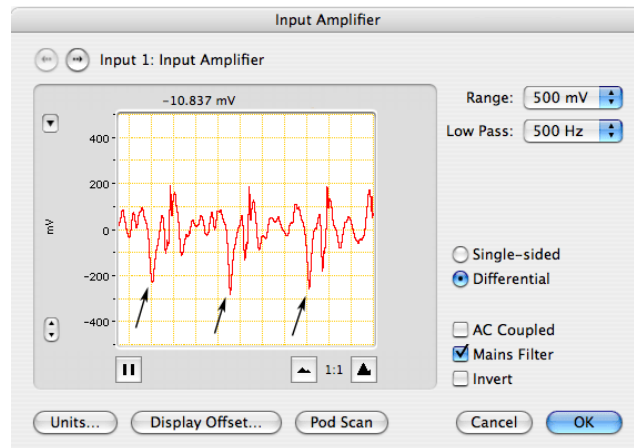 Input Amplifier
Input 1: Input Amplifier
-10.837 mV
Range: 500 mV
Low Pass: 500 Hz
400
200
0
-200
-400
mV
Single-sided
Differential
AC Coupled
Mains Filter
Invert
1:1
Units...
Display Offset...
Pod Scan
Cancel
OK